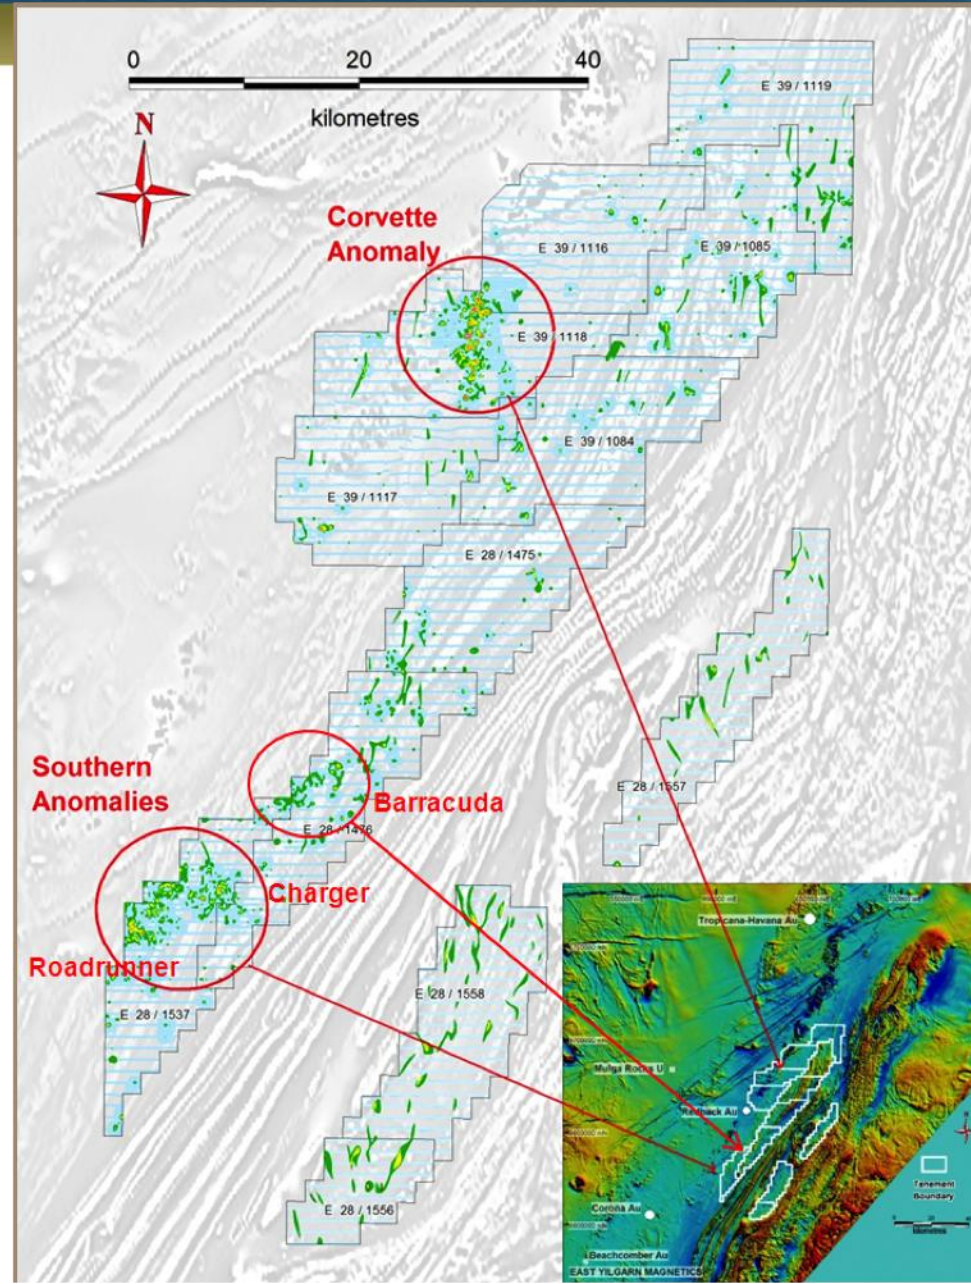 0 20 40
kilometres
N
E 39 / 1119
Corvette
Anomaly
E 39 / 1116
E 39 / 1085
E 39 / 1118
E 39 / 1084
E 39 / 1117
E 28 / 1475
Southern
Anomalies
E 28 / 1557
Barracuda
E 28 / 1476
Charger
Roadrunner
E 28 / 1558
E 28 / 1537
E 28 / 1556
Tropicana-Havana Au
Mulga Rocks U
Redback Au
Tenement
Boundary
Corona Au
kilometres
Beachcomber Au
EAST YILGARN MAGNETICS